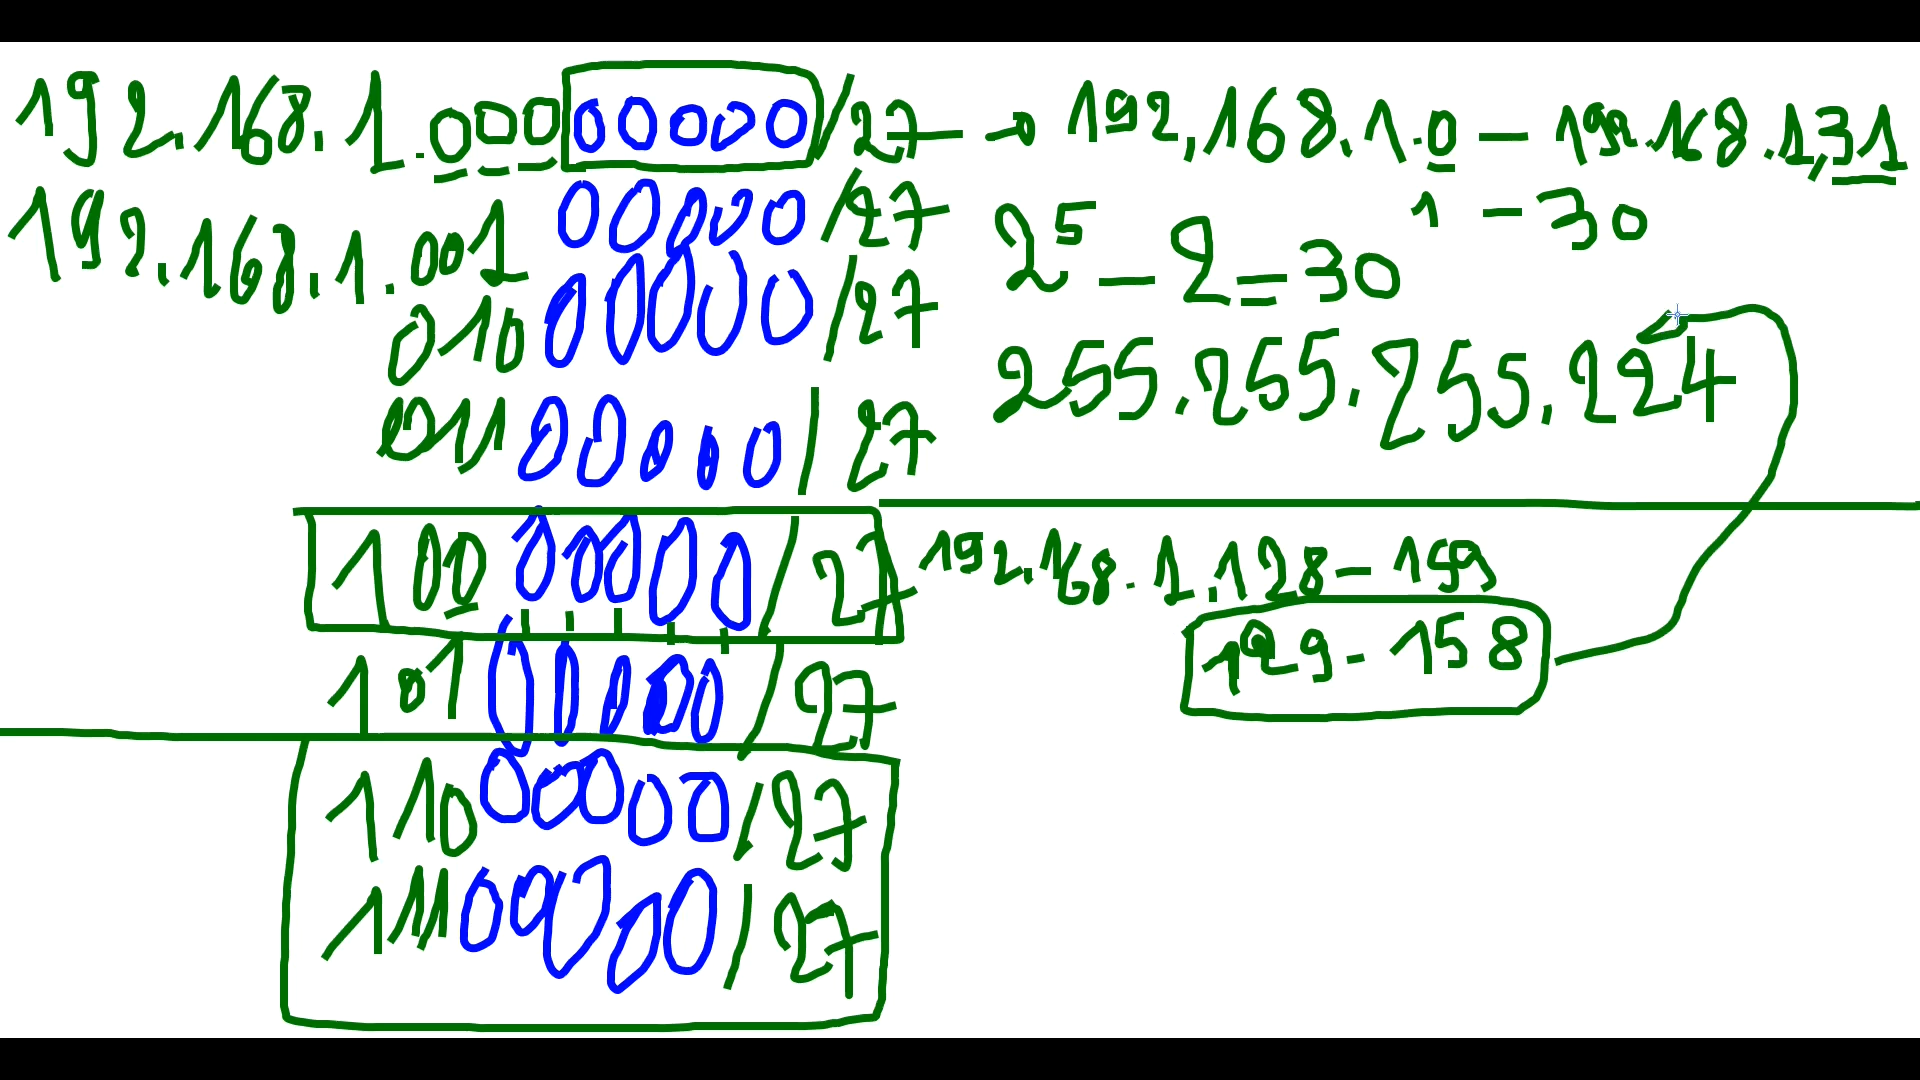 192.168.1.000 00000/27 → 192.168.1.0 – 192.168.1.31
192.168.1.001 00000/27 2⁵ – 2 = 30 1 – 30
010 00000/27
255.255.255.224
011 00000/27
100 00000/27 192.168.1.128 – 159
129 - 158
101 00000/27
110 00000/27
111 00000/27